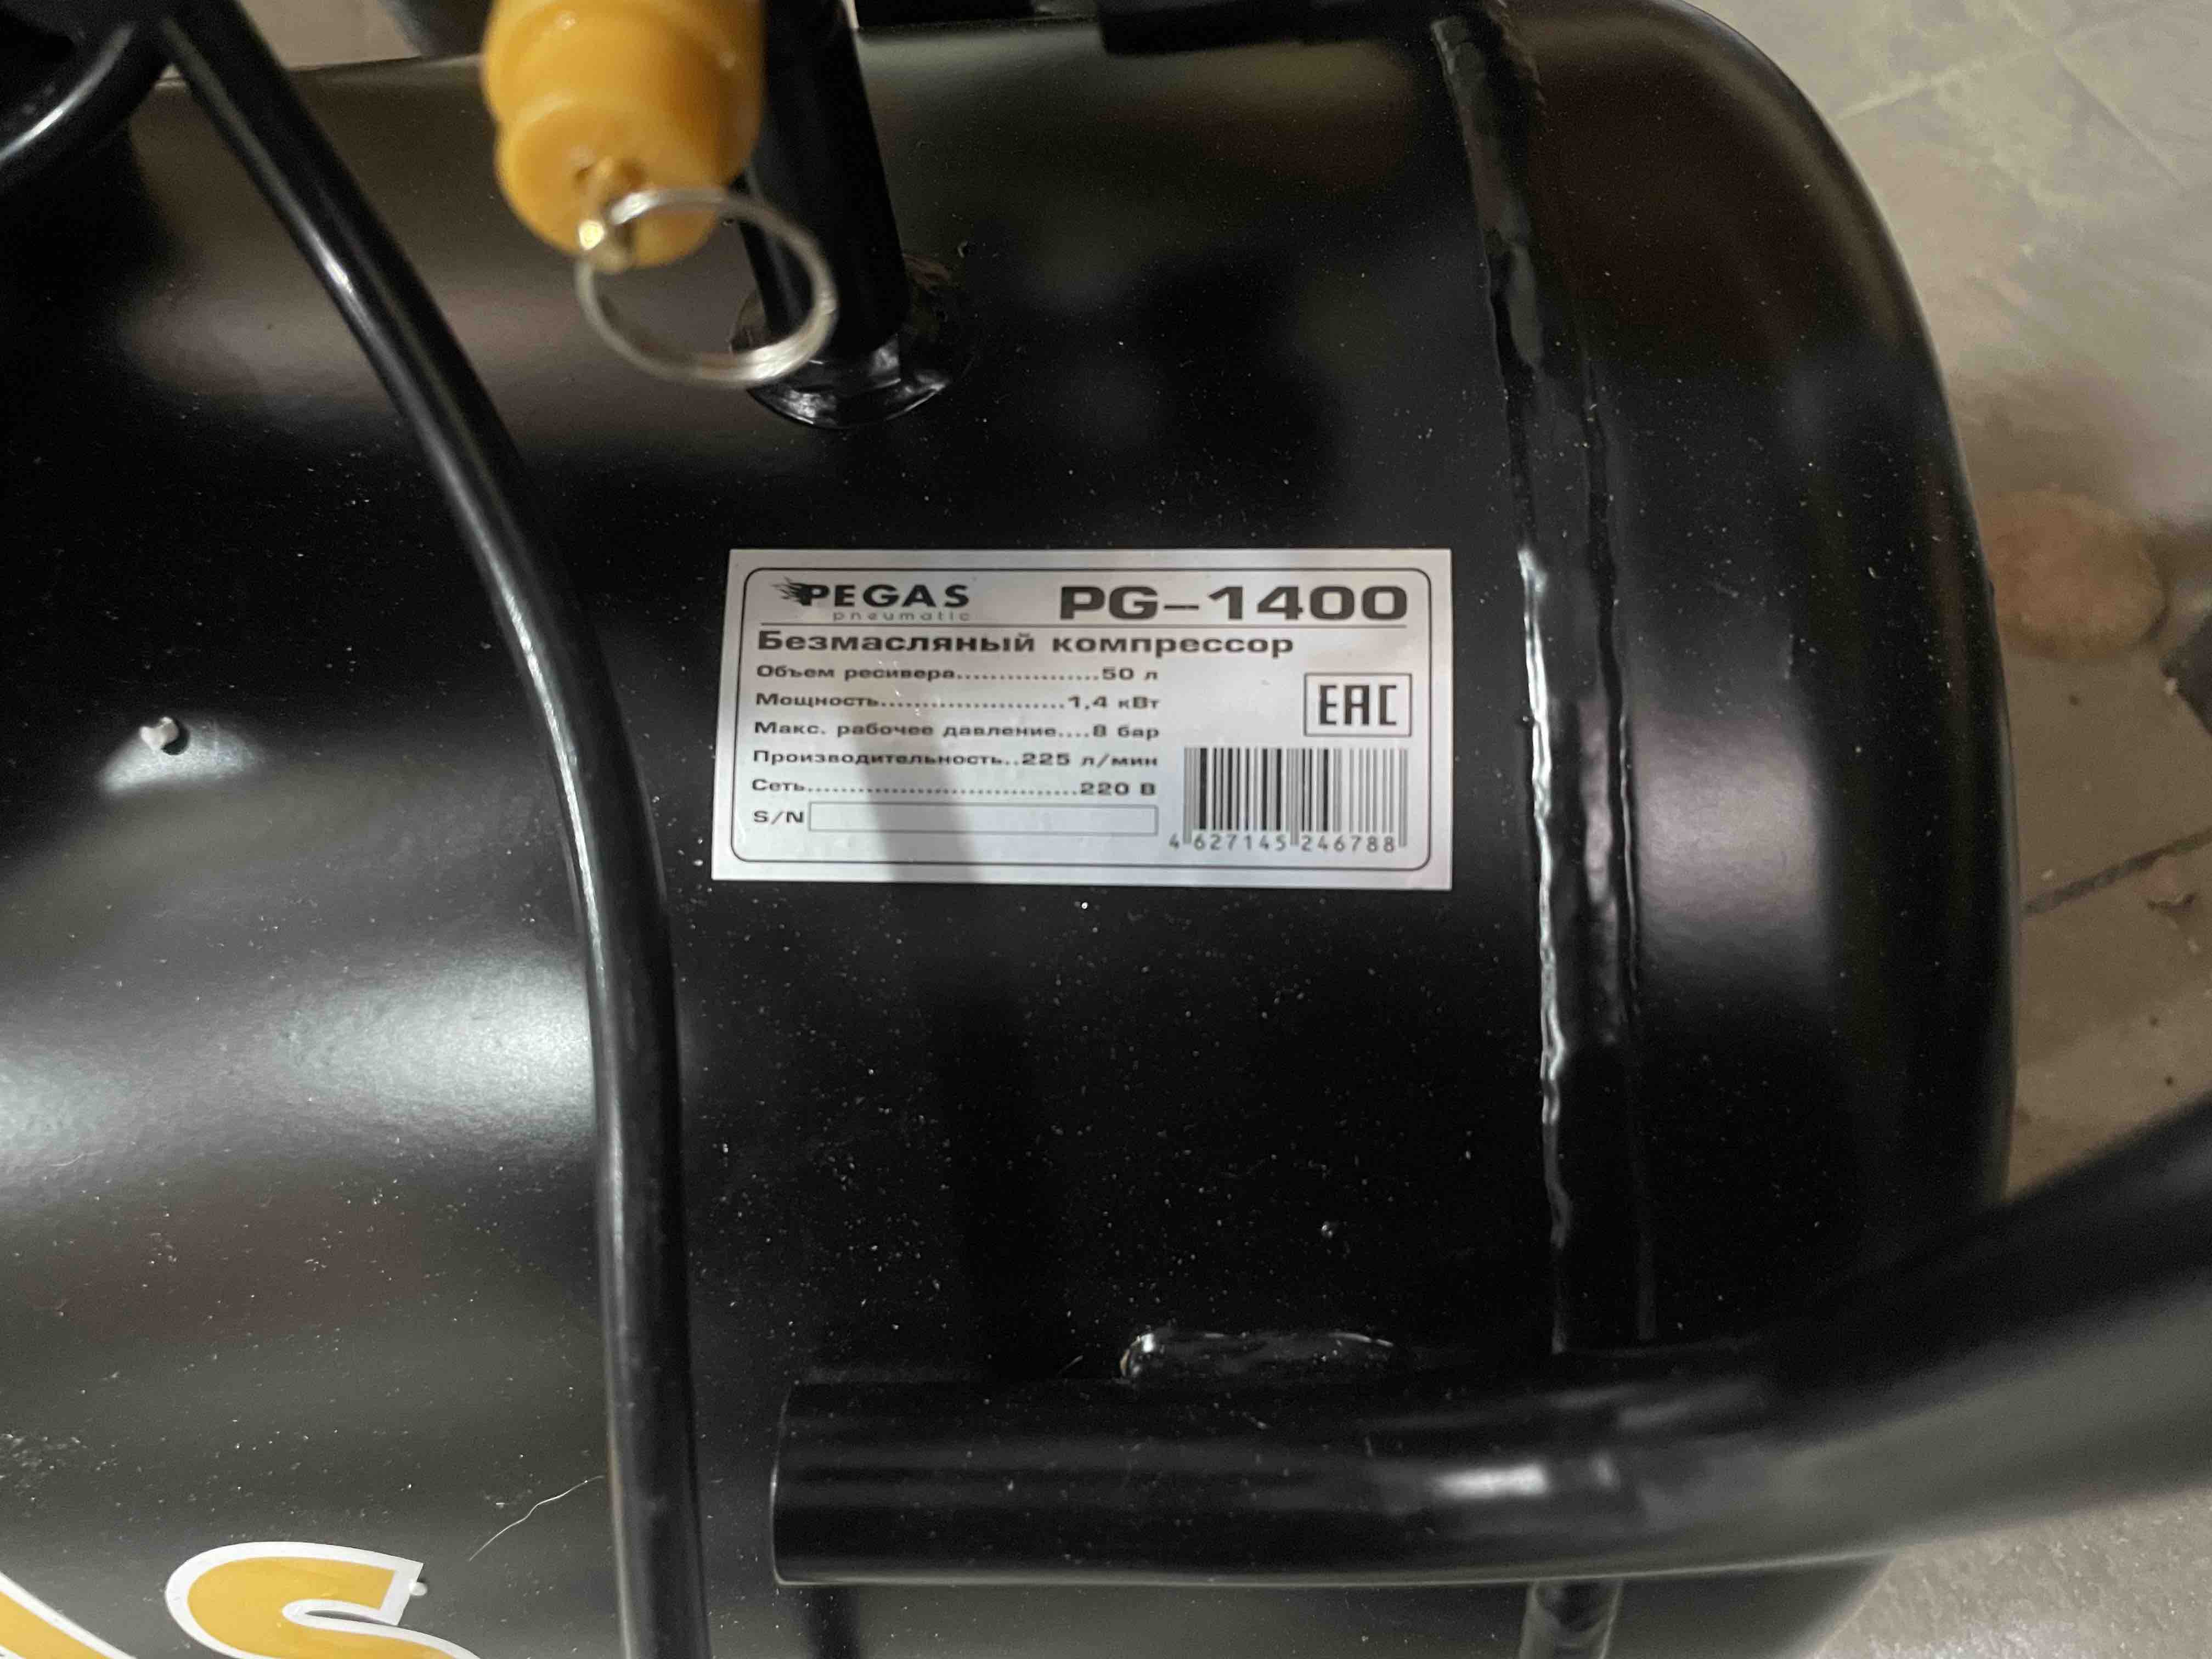 PEGAS PG-1400
pneumatic
Безмасляный компрессор
Объем ресивера.................50 л
Мощность.......................1,4 кВт
Макс. рабочее давление....8 бар
Производительность..225 л/мин
Сеть.................................220 В
S/N
EAC
4 627145 246788
S